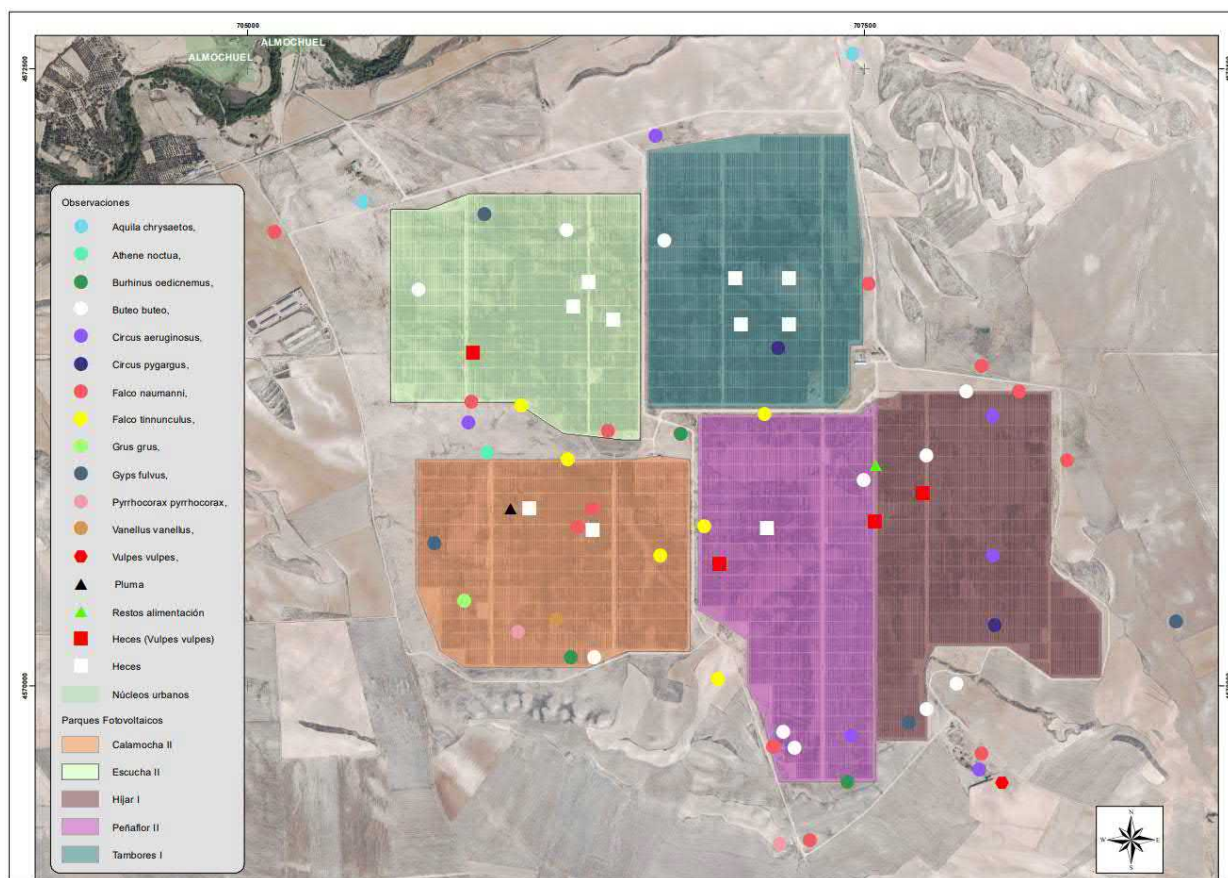 705000
707500
ALMOCHUEL
ALMOCHUEL
4572500
Observaciones
Aquila chrysaetos,
Athene noctua,
Burhinus oedicnemus,
Buteo buteo,
Circus aeruginosus,
Circus pygargus,
Falco naumanni,
Falco tinnunculus,
Grus grus,
Gyps fulvus,
Pyrrhocorax pyrrhocorax,
Vanellus vanellus,
Vulpes vulpes,
Pluma
Restos alimentación
Heces (Vulpes vulpes)
Heces
Núcleos urbanos
Parques Fotovoltaicos
Calamocha II
Escucha II
Híjar I
Peñaflor II
Tambores I
4570000
N
W
E
S